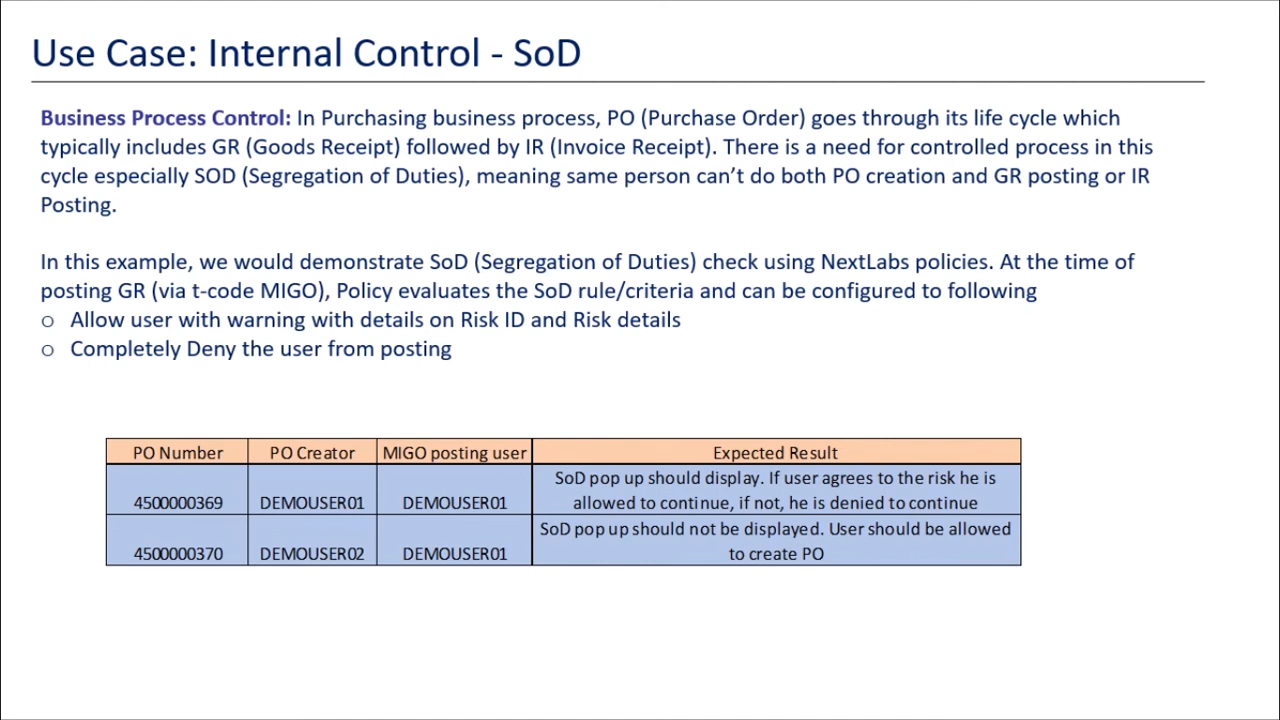 Use Case: Internal Control - SoD
Business Process Control: In Purchasing business process, PO (Purchase Order) goes through its life cycle which
typically includes GR (Goods Receipt) followed by IR (Invoice Receipt). There is a need for controlled process in this
cycle especially SOD (Segregation of Duties), meaning same person can't do both PO creation and GR posting or IR
Posting.
In this example, we would demonstrate SoD (Segregation of Duties) check using NextLabs policies. At the time of
posting GR (via t-code MIGO), Policy evaluates the SoD rule/criteria and can be configured to following
o Allow user with warning with details on Risk ID and Risk details
o Completely Deny the user from posting
PO Number PO Creator MIGO posting user Expected Result
SoD pop up should display. If user agrees to the risk he is
4500000369 DEMOUSER01 DEMOUSER01 allowed to continue, if not, he is denied to continue
SoD pop up should not be displayed. User should be allowed
4500000370 DEMOUSER02 DEMOUSER01 to create PO